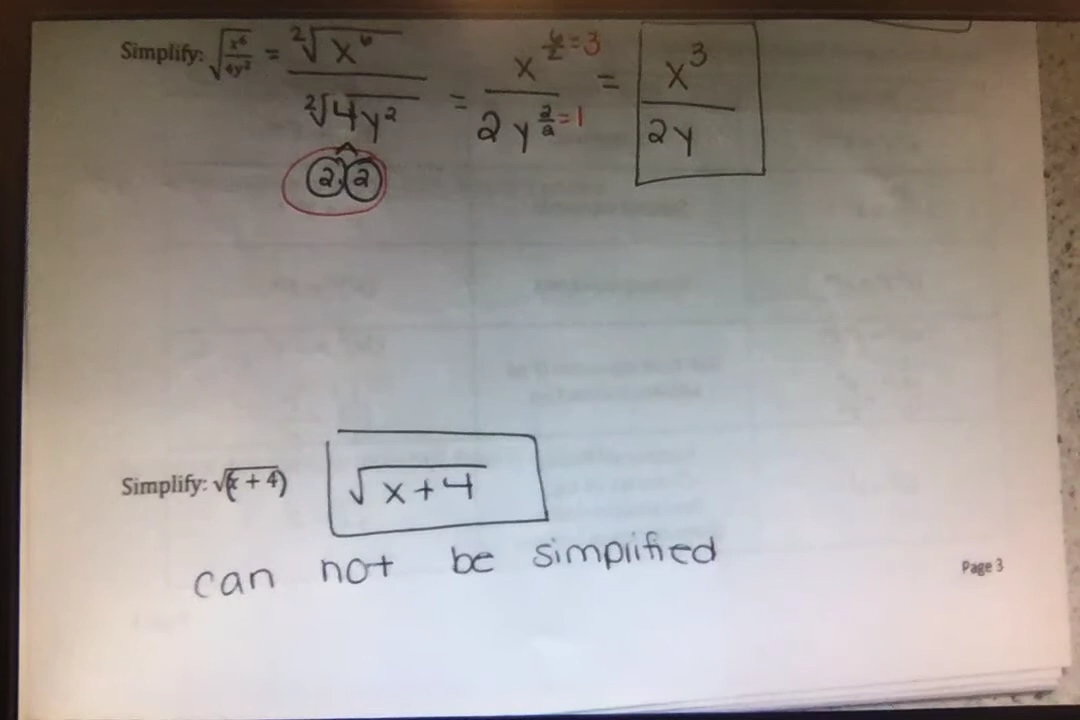 Simplify: √(x⁶/4y²) = ²√x⁶ / ²√4y² = x^(6/2) =3 / 2y^(2/2) =1 = x³/2y
2 · 2
Simplify: √(x + 4) √x+4
can not be simplified
Page 3